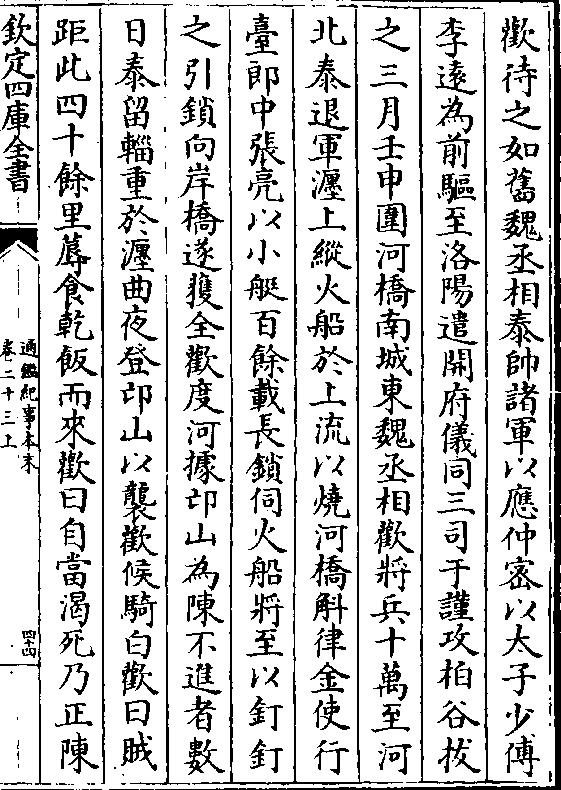 歡待之如舊魏丞相泰帥諸軍以應仲密以太子少傅
李遠為前驅至洛陽遣開府儀同三司于謹攻柏谷拔
之三月壬申圍河橋南城東魏丞相歡將兵十萬至河
北泰退軍瀍上縱火船於上流以燒河橋斛律金使行
臺郎中張亮以小艇百餘載長鎖伺火船將至以釘釘
之引鎖向岸橋遂獲全歡度河據邙山為陳不進者數
日泰留輜重於瀍曲夜登邙山以襲歡候騎白歡曰賊
距此四十餘里蓐食乾飯而來歡曰自當渴死乃正陳
欽定四庫全書
通鑑紀事本末
卷二十三上
四十四